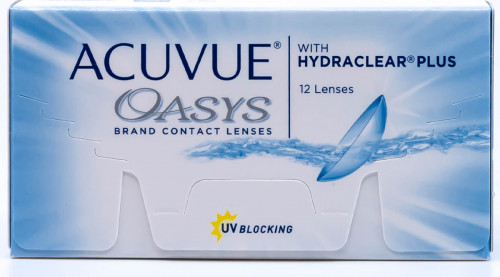 ACUVUE®
OASYS
BRAND CONTACT LENSES
WITH
HYDRACLEAR® PLUS
12 Lenses
UV BLOCKING